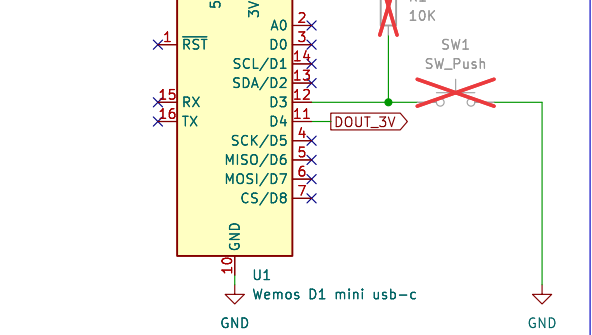 5
3V
10K
A0 2
D0 3
1 RST
SCL/D1 14
SDA/D2 13
15 RX
D3 12
16 TX
D4 11
DOUT_3V
SCK/D5 4
MISO/D6 5
MOSI/D7 6
CS/D8 7
SW1
SW_Push
GND
10
U1
Wemos D1 mini usb-c
GND
GND